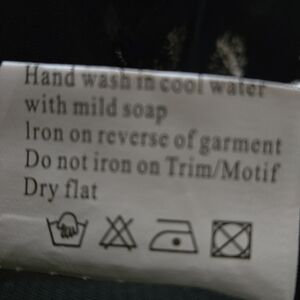 Hand wash in cool water
with mild soap
Iron on reverse of garment
Do not iron on Trim/Motif
Dry flat